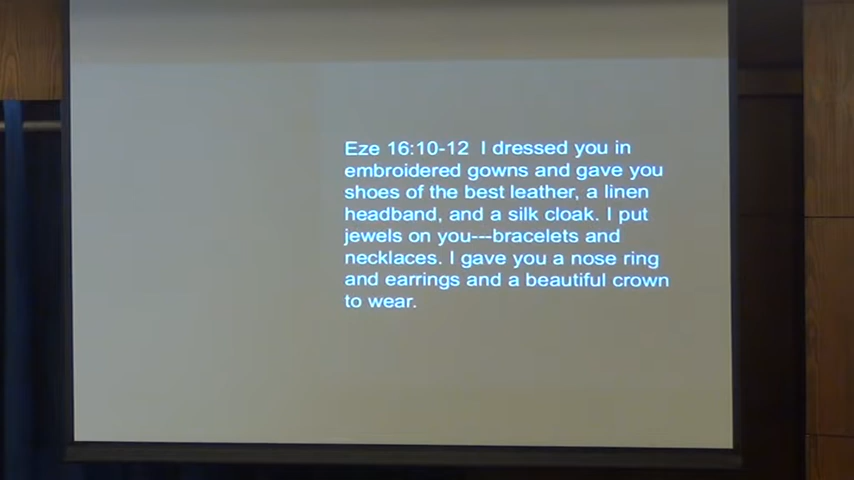 Eze 16:10-12  I dressed you in
embroidered gowns and gave you
shoes of the best leather, a linen
headband, and a silk cloak. I put
jewels on you---bracelets and
necklaces. I gave you a nose ring
and earrings and a beautiful crown
to wear.